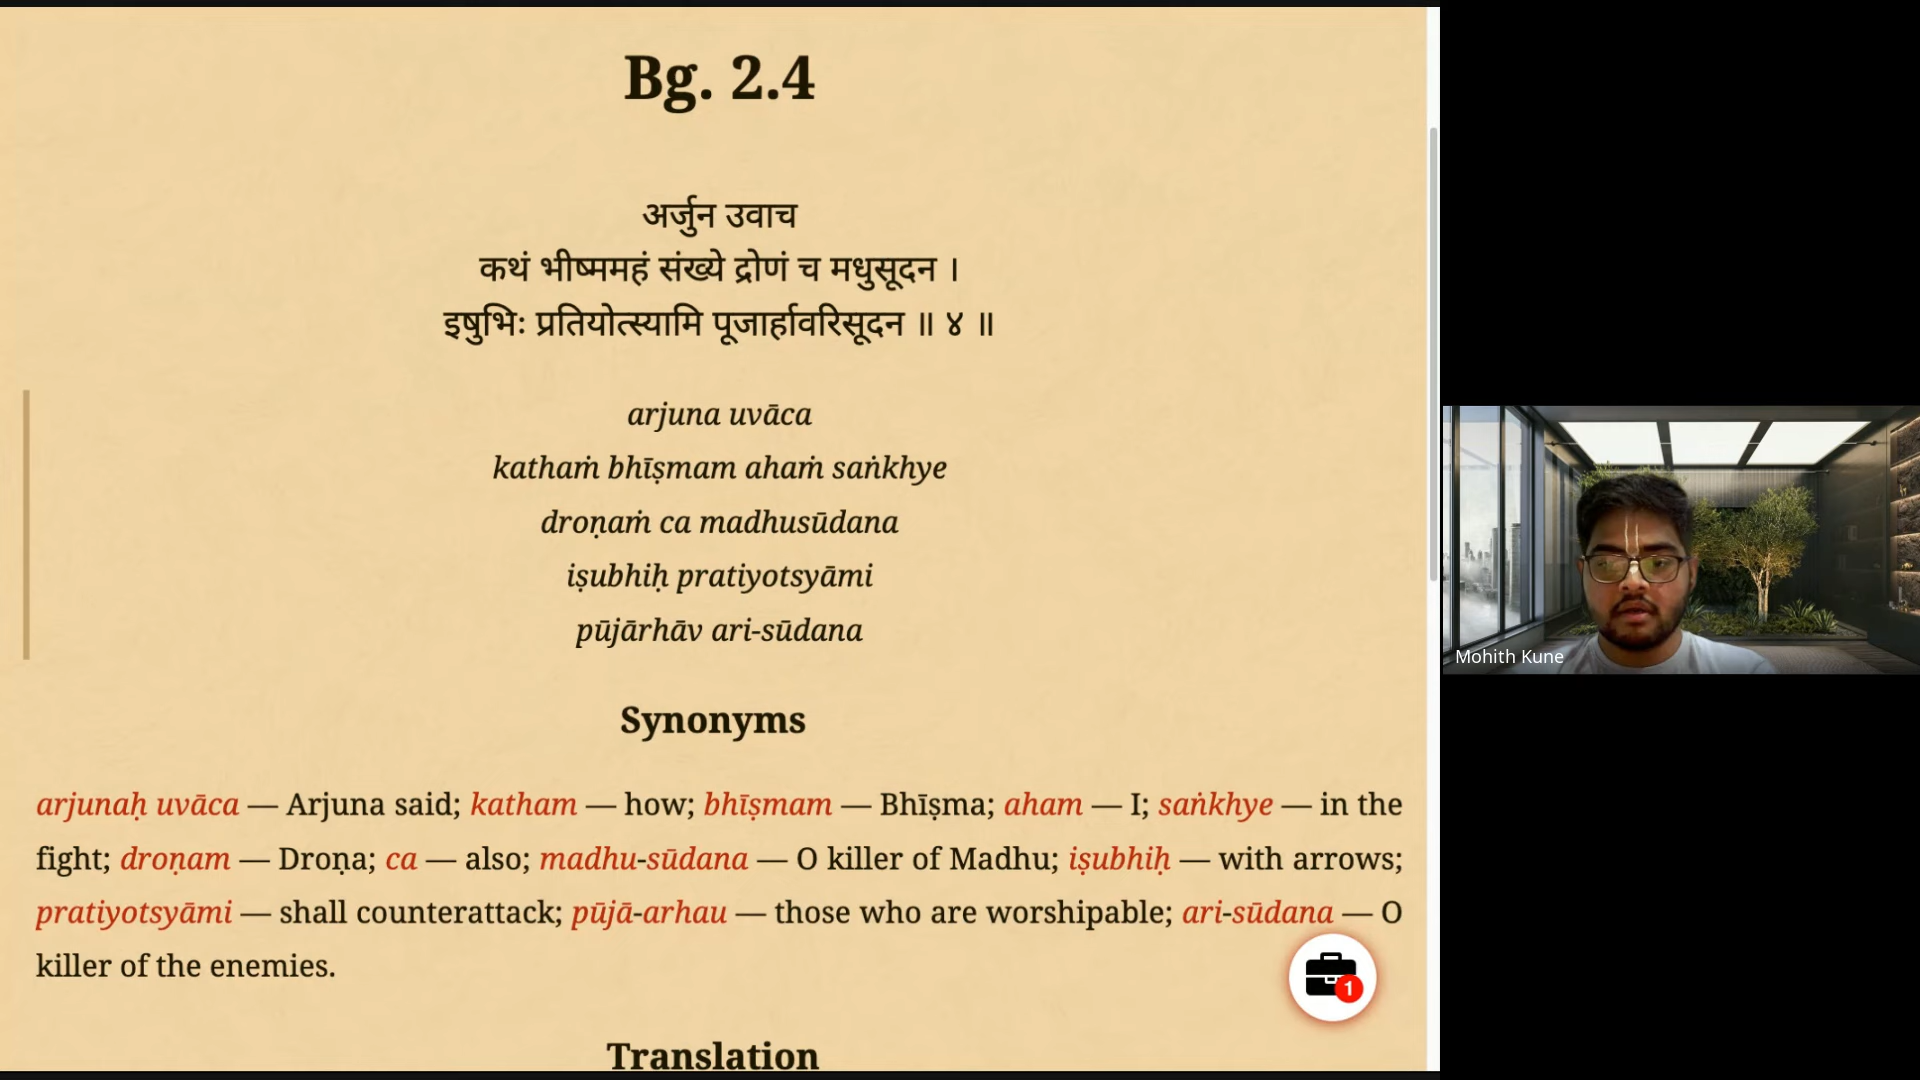 Bg. 2.4
अर्जुन उवाच
कथं भीष्ममहं संख्ये द्रोणं च मधुसूदन ।
इषुभिः प्रतियोत्स्यामि पूजार्हावरिसूदन ॥ ४ ॥
arjuna uvāca
kathaṁ bhīṣmam ahaṁ saṅkhye
droṇaṁ ca madhusūdana
iṣubhiḥ pratiyotsyāmi
pūjārhāv ari-sūdana
Synonyms
arjunaḥ uvāca — Arjuna said; katham — how; bhīṣmam — Bhīṣma; aham — I; saṅkhye — in the
fight; droṇam — Droṇa; ca — also; madhu-sūdana — O killer of Madhu; iṣubhiḥ — with arrows;
pratiyotsyāmi — shall counterattack; pūjā-arhau — those who are worshipable; ari-sūdana — O
killer of the enemies.
1
Translation
Mohith Kune